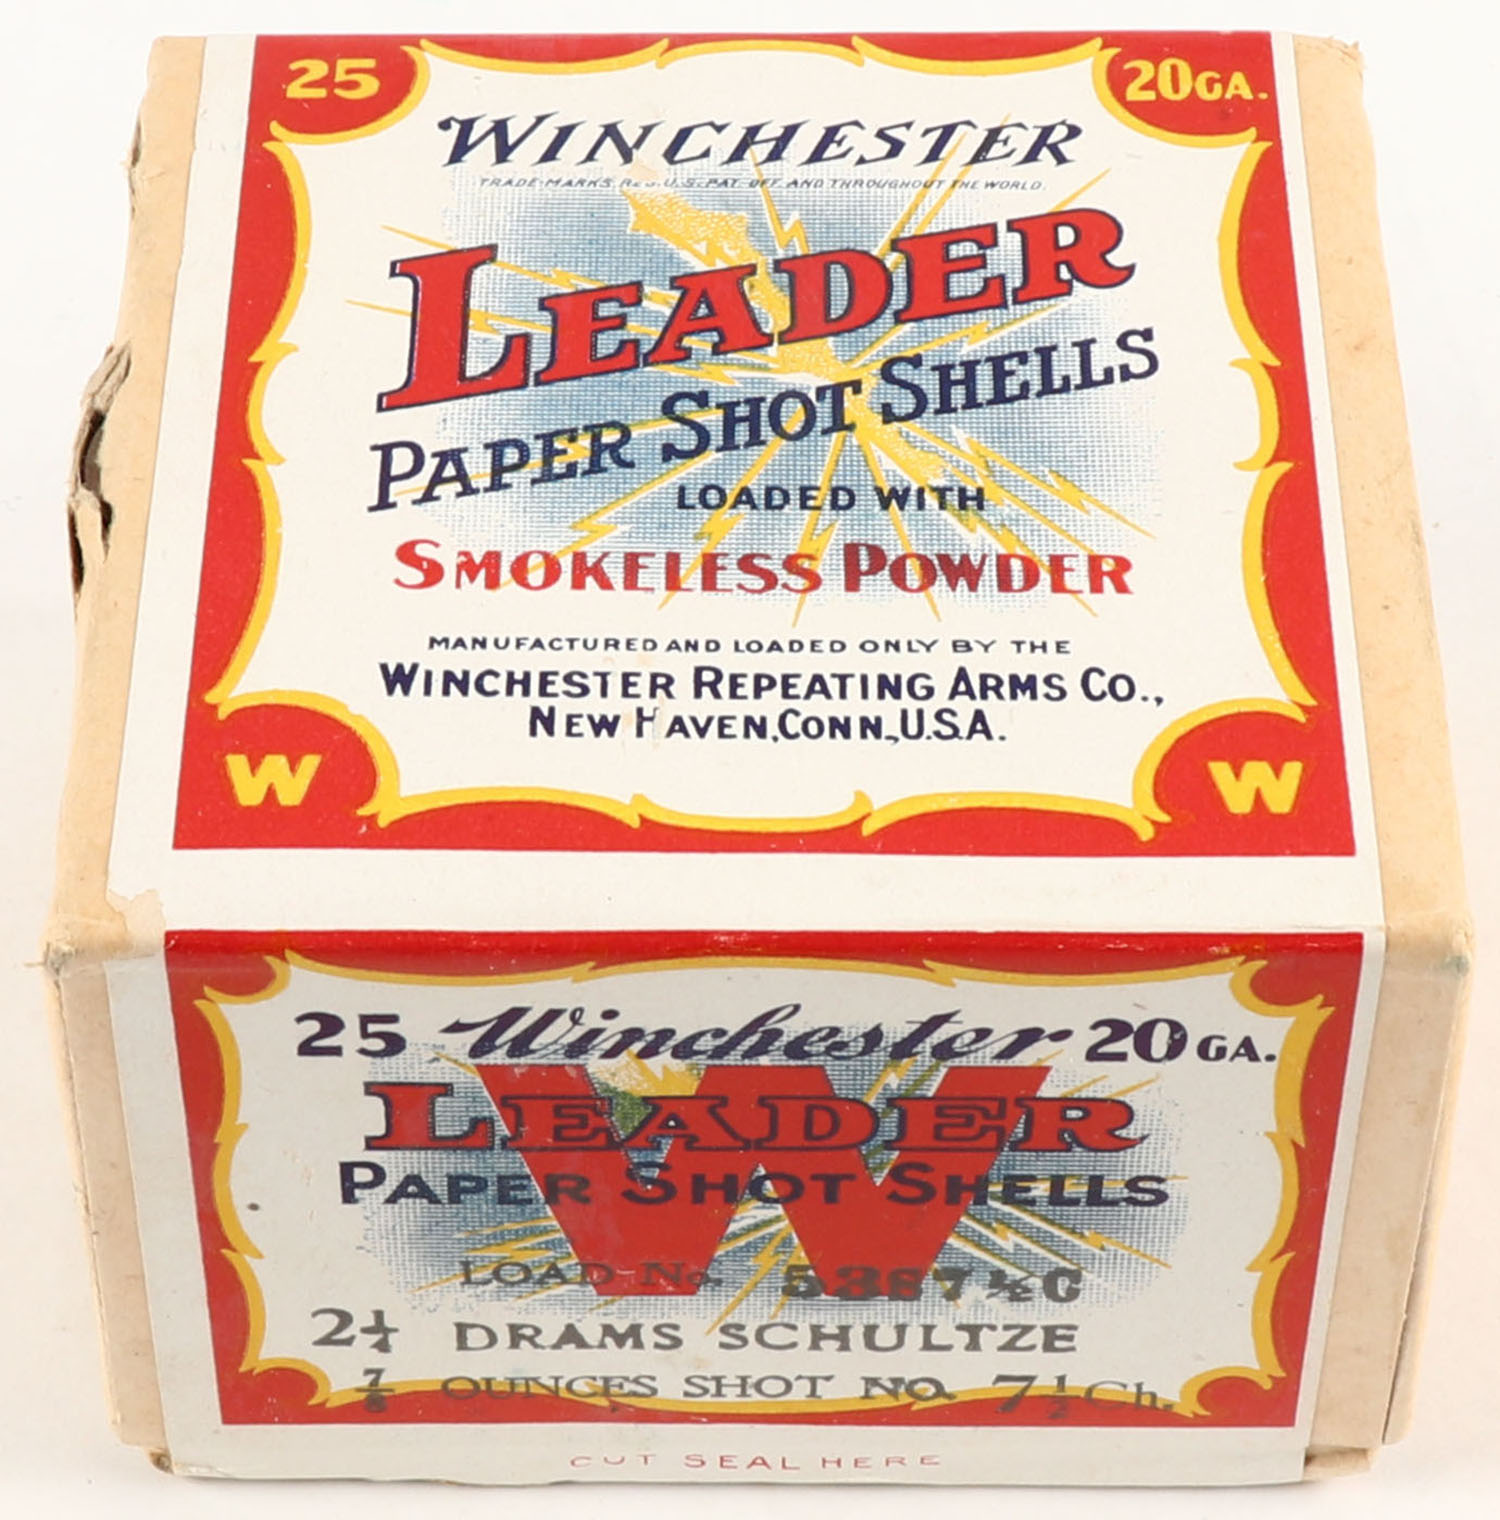 25 20GA.
WINCHESTER
TRADE-MARKS. REG. U.S. PAT. OFF. AND THROUGHOUT THE WORLD.
LEADER
PAPER SHOT SHELLS
LOADED WITH
SMOKELESS POWDER
MANUFACTURED AND LOADED ONLY BY THE
WINCHESTER REPEATING ARMS CO.,
NEW HAVEN, CONN., U.S.A.
W W
25 Winchester 20GA.
W
LEADER
PAPER SHOT SHELLS
LOAD No. 5387½C
2¼ DRAMS SCHULTZE
⅞ OUNCES SHOT NO. 7½ Ch.
CUT SEAL HERE